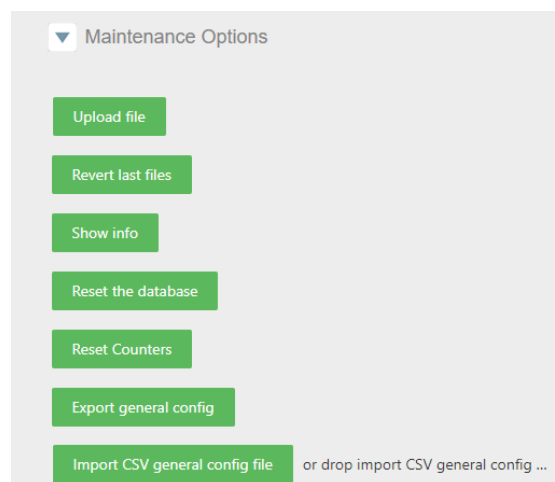 Maintenance Options
Upload file
Revert last files
Show info
Reset the database
Reset Counters
Export general config
Import CSV general config file or drop import CSV general config ...